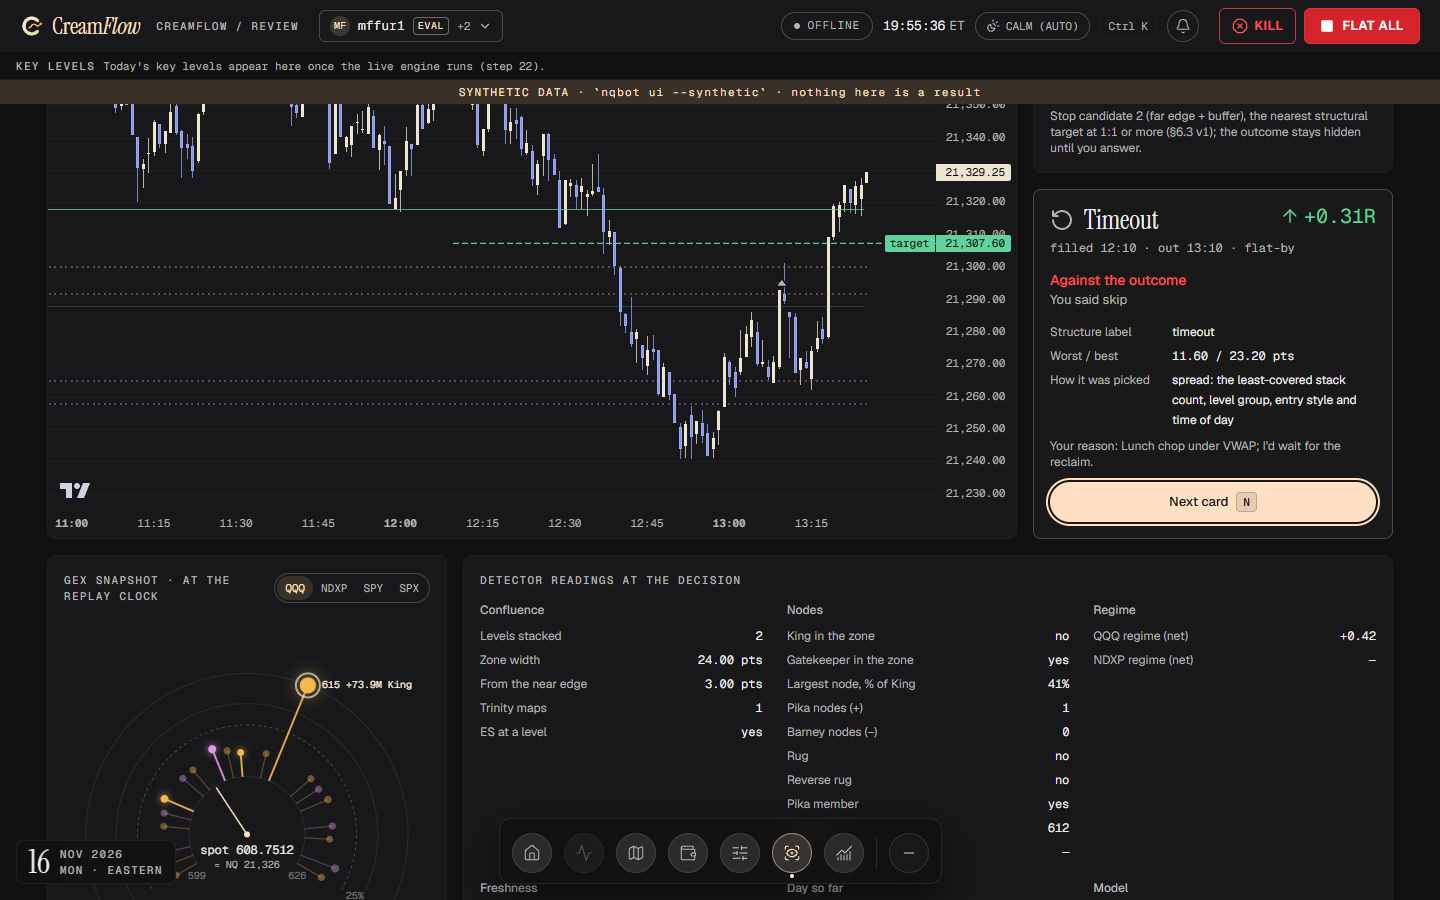 CreamFlow
CREAMFLOW / REVIEW
MF mffur1 EVAL +2
OFFLINE
19:55:36 ET
CALM (AUTO)
Ctrl K
KILL
FLAT ALL
KEY LEVELS Today's key levels appear here once the live engine runs (step 22).
SYNTHETIC DATA · `nqbot ui --synthetic` · nothing here is a result
21,350.00
21,340.00
21,329.25
21,320.00
21,310.00
target 21,307.60
21,300.00
21,290.00
21,280.00
21,270.00
21,260.00
21,250.00
21,240.00
21,230.00
11:00 11:15 11:30 11:45 12:00 12:15 12:30 12:45 13:00 13:15
Stop candidate 2 (far edge + buffer), the nearest structural
target at 1:1 or more (§6.3 v1); the outcome stays hidden
until you answer.
Timeout
+0.31R
filled 12:10 · out 13:10 · flat-by
Against the outcome
You said skip
Structure label timeout
Worst / best 11.60 / 23.20 pts
How it was picked spread: the least-covered stack
count, level group, entry style and
time of day
Your reason: Lunch chop under VWAP; I'd wait for the
reclaim.
Next card N
GEX SNAPSHOT · AT THE
REPLAY CLOCK
QQQ NDXP SPY SPX
615 +73.9M King
spot 608.7512
≈ NQ 21,326
599
626
25%
16
NOV 2026
MON · EASTERN
DETECTOR READINGS AT THE DECISION
Confluence
Levels stacked 2
Zone width 24.00 pts
From the near edge 3.00 pts
Trinity maps 1
ES at a level yes
Nodes
King in the zone no
Gatekeeper in the zone yes
Largest node, % of King 41%
Pika nodes (+) 1
Barney nodes (−) 0
Rug no
Reverse rug no
Pika member yes
612
—
Regime
QQQ regime (net) +0.42
NDXP regime (net) —
Freshness
Day so far
Model